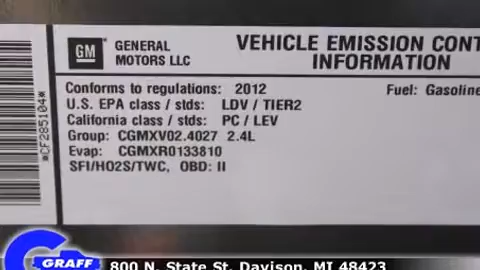 GM
GENERAL
MOTORS LLC
VEHICLE EMISSION CONT
INFORMATION
Conforms to regulations: 2012
Fuel: Gasoline
U.S. EPA class / stds: LDV / TIER2
California class / stds: PC / LEV
Group: CGMXV02.4027 2.4L
Evap: CGMXR0133810
SFI/HO2S/TWC, OBD: II
*CF285104*
G
GRAFF
800 N. State St. Davison, MI 48423